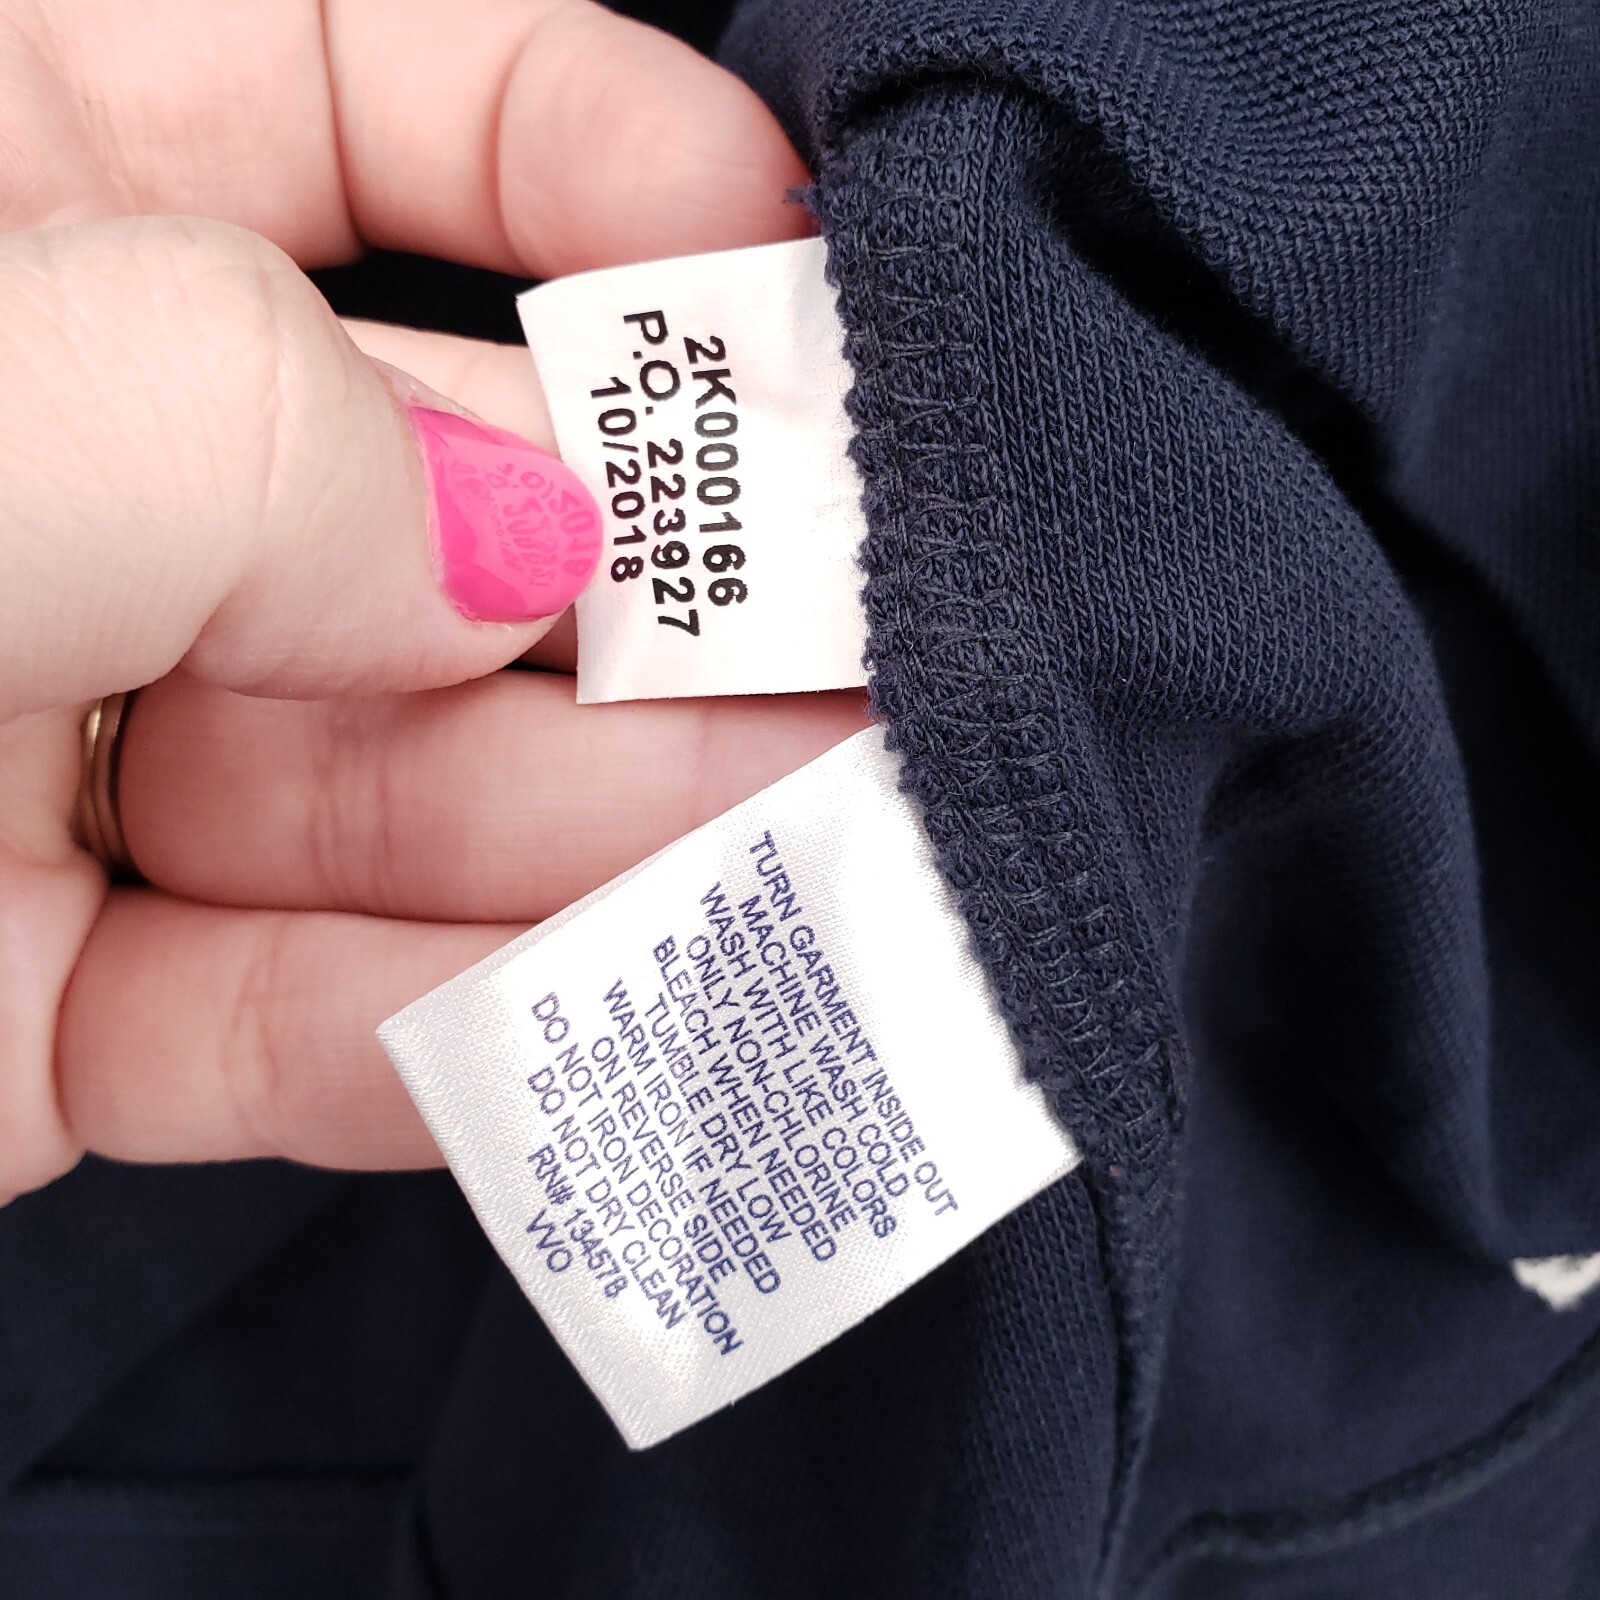 2K000166
P.O. 223927
10/2018
TURN GARMENT INSIDE OUT
MACHINE WASH COLD
WASH WITH LIKE COLORS
ONLY NON-CHLORINE
BLEACH WHEN NEEDED
TUMBLE DRY LOW
WARM IRON IF NEEDED
ON REVERSE SIDE
DO NOT IRON DECORATION
DO NOT DRY CLEAN
RN# 134578
VVO